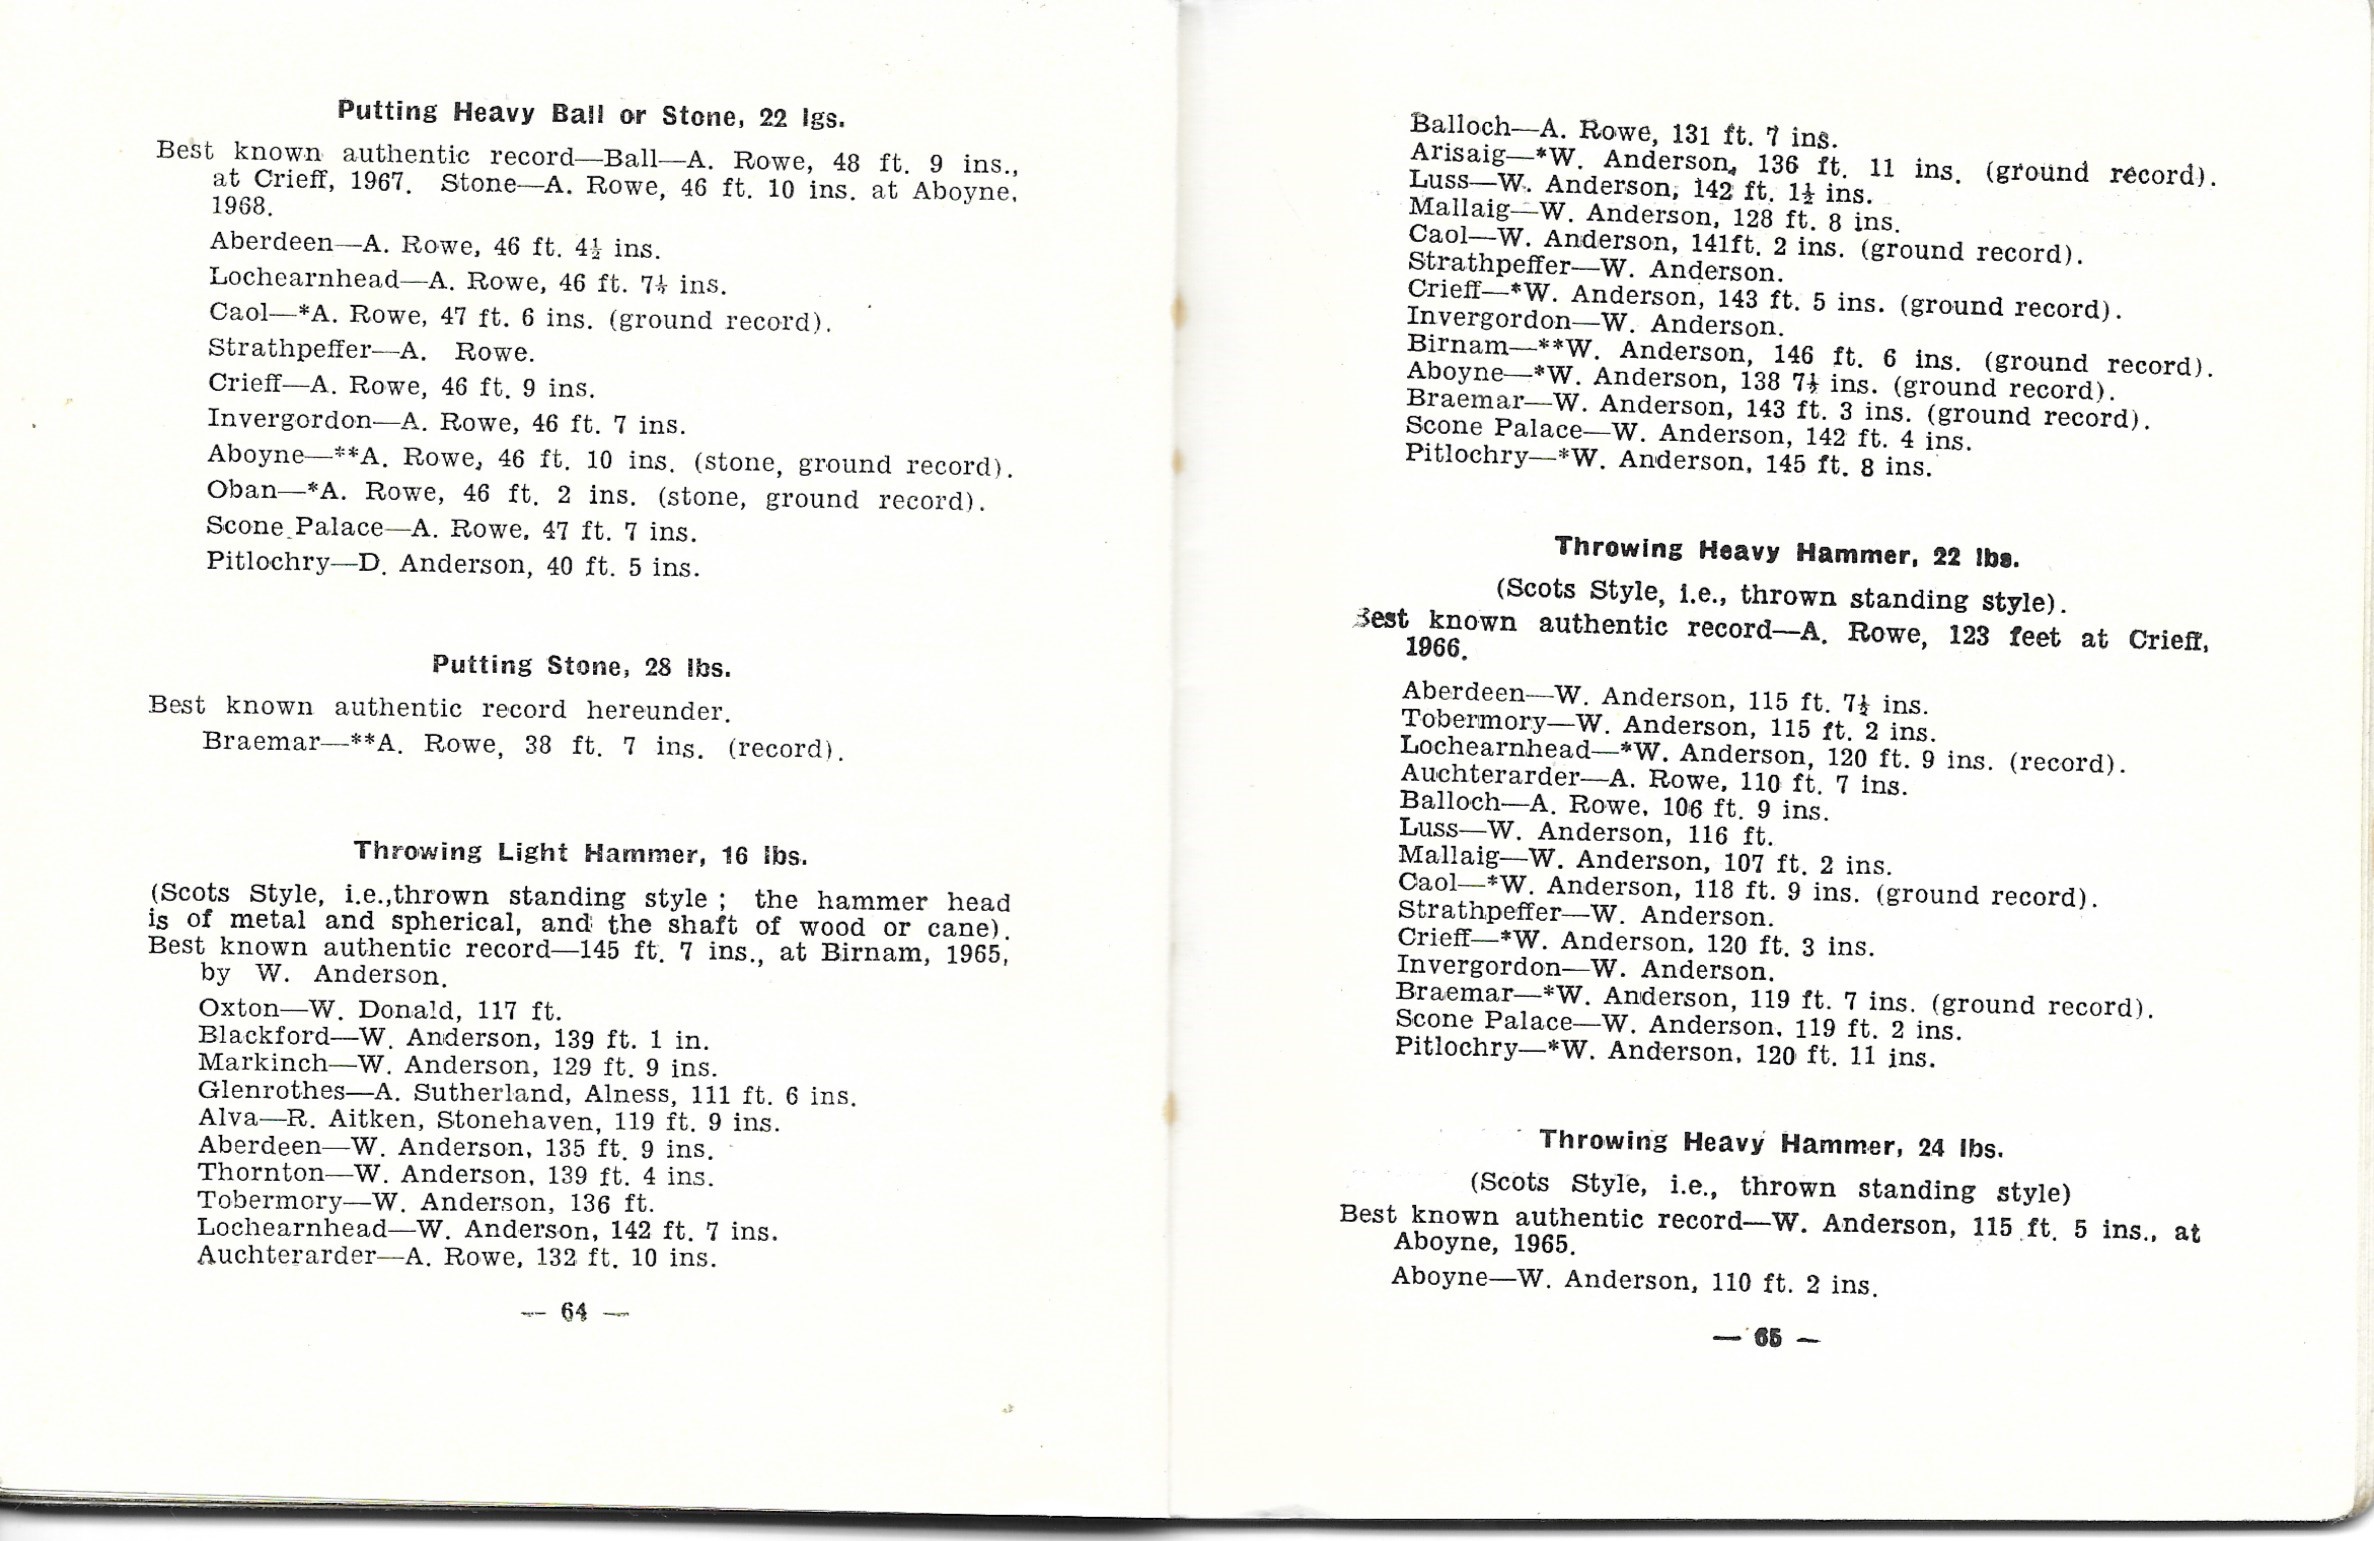 Putting Heavy Ball or Stone, 22 lgs.
Best known authentic record—Ball—A. Rowe, 48 ft. 9 ins.,
at Crieff, 1967. Stone—A. Rowe, 46 ft. 10 ins. at Aboyne,
1968.
Aberdeen—A. Rowe, 46 ft. 4½ ins.
Lochearnhead—A. Rowe, 46 ft. 7½ ins.
Caol—*A. Rowe, 47 ft. 6 ins. (ground record).
Strathpeffer—A. Rowe.
Crieff—A. Rowe, 46 ft. 9 ins.
Invergordon—A. Rowe, 46 ft. 7 ins.
Aboyne—**A. Rowe, 46 ft. 10 ins. (stone, ground record).
Oban—*A. Rowe, 46 ft. 2 ins. (stone, ground record).
Scone Palace—A. Rowe, 47 ft. 7 ins.
Pitlochry—D. Anderson, 40 ft. 5 ins.
Putting Stone, 28 lbs.
Best known authentic record hereunder.
Braemar—**A. Rowe, 38 ft. 7 ins. (record).
Throwing Light Hammer, 16 lbs.
(Scots Style, i.e.,thrown standing style ; the hammer head
is of metal and spherical, and the shaft of wood or cane).
Best known authentic record—145 ft. 7 ins., at Birnam, 1965,
by W. Anderson.
Oxton—W. Donald, 117 ft.
Blackford—W. Anderson, 139 ft. 1 in.
Markinch—W. Anderson, 129 ft. 9 ins.
Glenrothes—A. Sutherland, Alness, 111 ft. 6 ins.
Alva—R. Aitken, Stonehaven, 119 ft. 9 ins.
Aberdeen—W. Anderson, 135 ft. 9 ins.
Thornton—W. Anderson, 139 ft. 4 ins.
Tobermory—W. Anderson, 136 ft.
Lochearnhead—W. Anderson, 142 ft. 7 ins.
Auchterarder—A. Rowe, 132 ft. 10 ins.
— 64 —
Balloch—A. Rowe, 131 ft. 7 ins.
Arisaig—*W. Anderson, 136 ft. 11 ins. (ground record).
Luss—W. Anderson, 142 ft. 1½ ins.
Mallaig—W. Anderson, 128 ft. 8 ins.
Caol—W. Anderson, 141ft. 2 ins. (ground record).
Strathpeffer—W. Anderson.
Crieff—*W. Anderson, 143 ft. 5 ins. (ground record).
Invergordon—W. Anderson.
Birnam—**W. Anderson, 146 ft. 6 ins. (ground record).
Aboyne—*W. Anderson, 138 7½ ins. (ground record).
Braemar—W. Anderson, 143 ft. 3 ins. (ground record).
Scone Palace—W. Anderson, 142 ft. 4 ins.
Pitlochry—*W. Anderson, 145 ft. 8 ins.
Throwing Heavy Hammer, 22 lbs.
(Scots Style, i.e., thrown standing style).
Best known authentic record—A. Rowe, 123 feet at Crieff,
1966.
Aberdeen—W. Anderson, 115 ft. 7½ ins.
Tobermory—W. Anderson, 115 ft. 2 ins.
Lochearnhead—*W. Anderson, 120 ft. 9 ins. (record).
Auchterarder—A. Rowe, 110 ft. 7 ins.
Balloch—A. Rowe, 106 ft. 9 ins.
Luss—W. Anderson, 116 ft.
Mallaig—W. Anderson, 107 ft. 2 ins.
Caol—*W. Anderson, 118 ft. 9 ins. (ground record).
Strathpeffer—W. Anderson.
Crieff—*W. Anderson, 120 ft. 3 ins.
Invergordon—W. Anderson.
Braemar—*W. Anderson, 119 ft. 7 ins. (ground record).
Scone Palace—W. Anderson, 119 ft. 2 ins.
Pitlochry—*W. Anderson, 120 ft. 11 ins.
Throwing Heavy Hammer, 24 lbs.
(Scots Style, i.e., thrown standing style)
Best known authentic record—W. Anderson, 115 ft. 5 ins., at
Aboyne, 1965.
Aboyne—W. Anderson, 110 ft. 2 ins.
— 65 —